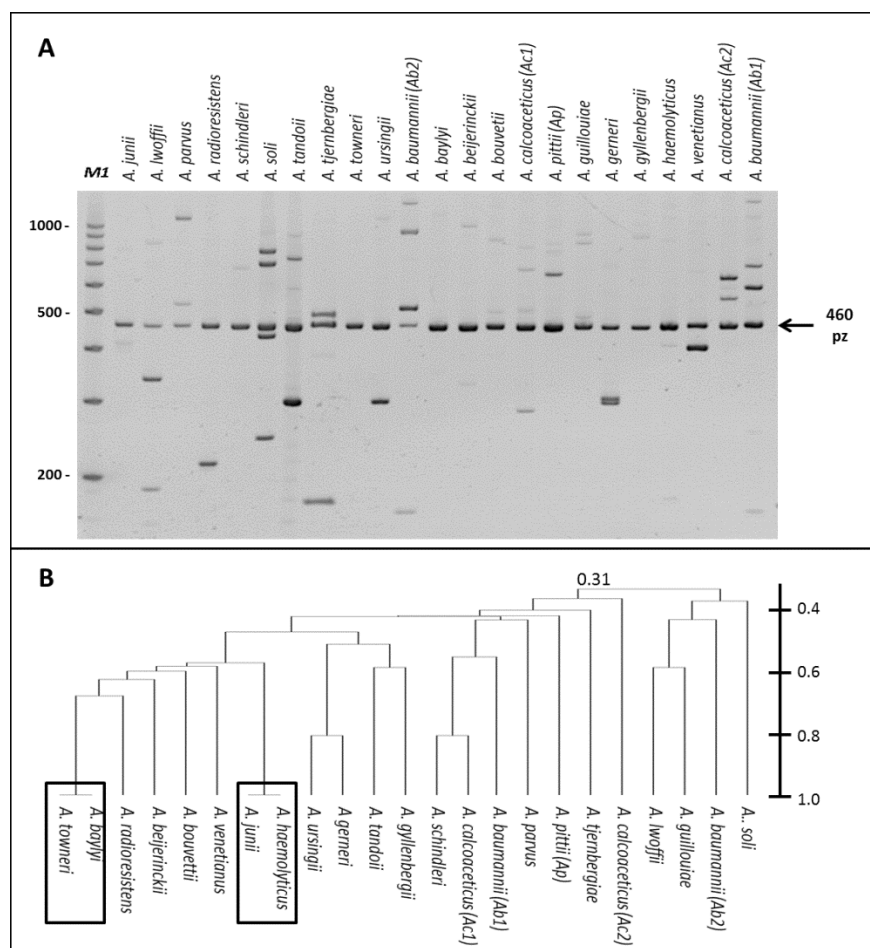 A
M1
A. junii
A. lwoffii
A. parvus
A. radioresistens
A. schindleri
A. soli
A. tandoii
A. tjernbergiae
A. towneri
A. ursingii
A. baumannii (Ab2)
A. baylyi
A. beijerinckii
A. bouvetii
A. calcoaceticus (Ac1)
A. pittii (Ap)
A. guillouiae
A. gerneri
A. gyllenbergii
A. haemolyticus
A. venetianus
A. calcoaceticus (Ac2)
A. baumannii (Ab1)
1000 -
500 -
200 -
460
pz
B
0.31
0.4
0.6
0.8
1.0
A. towneri
A. baylyi
A. radioresistens
A. beijerinckii
A. bouvettii
A. venetianus
A. junii
A. haemolyticus
A. ursingii
A gerneri
A. tandoii
A. gyllenbergii
A. schindleri
A. calcoaceticus (Ac1)
A. baumannii (Ab1)
A. parvus
A. pittii (Ap)
A. tjernbergiae
A. calcoaceticus (Ac2)
A. lwoffii
A. guillouiae
A. baumannii (Ab2)
A.. soli